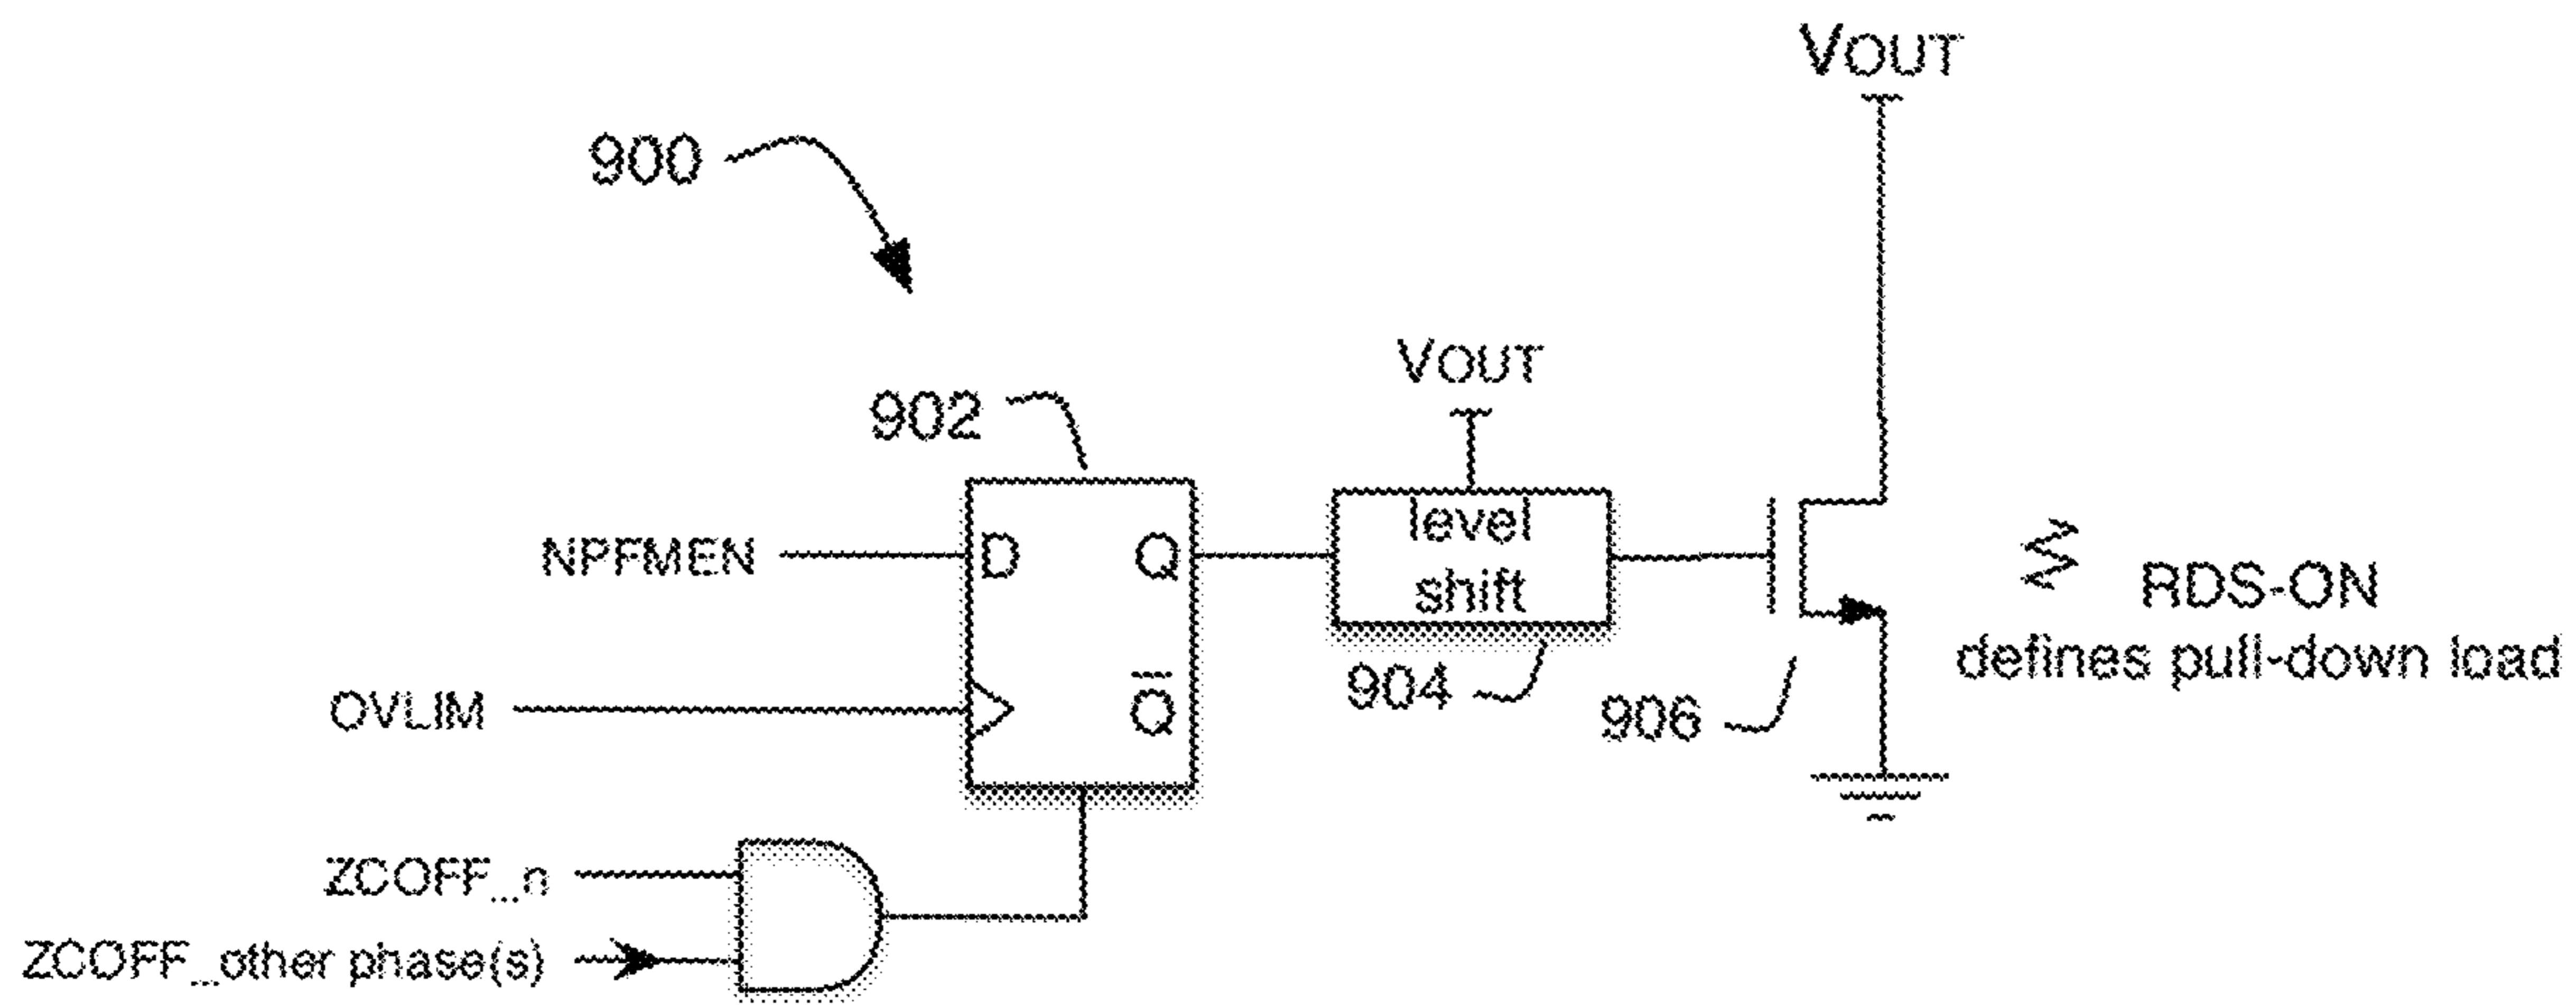 VOUT
900
VOUT
902
NPFMEN
D
Q
level
shift
RDS-ON
defines pull-down load
904
906
OVLIM
Q̅
ZCOFF_n
ZCOFF_other phase(s)